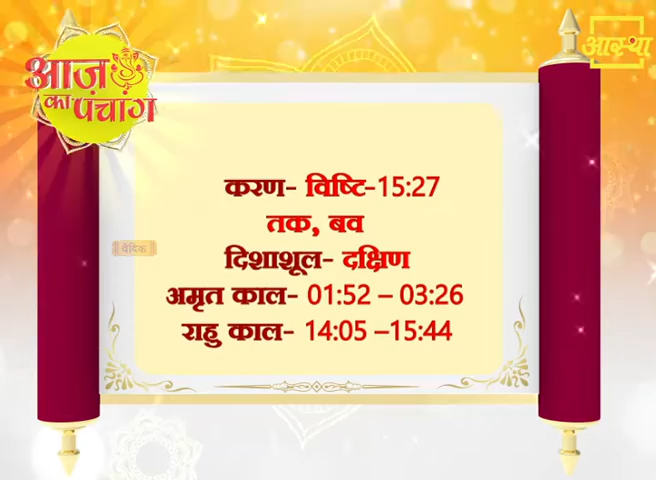 आज
का पंचांग
आस्था
करण- विष्टि-15:27
तक, बव
वैदिक
दिशाशूल- दक्षिण
अमृत काल- 01:52 – 03:26
राहु काल- 14:05 –15:44